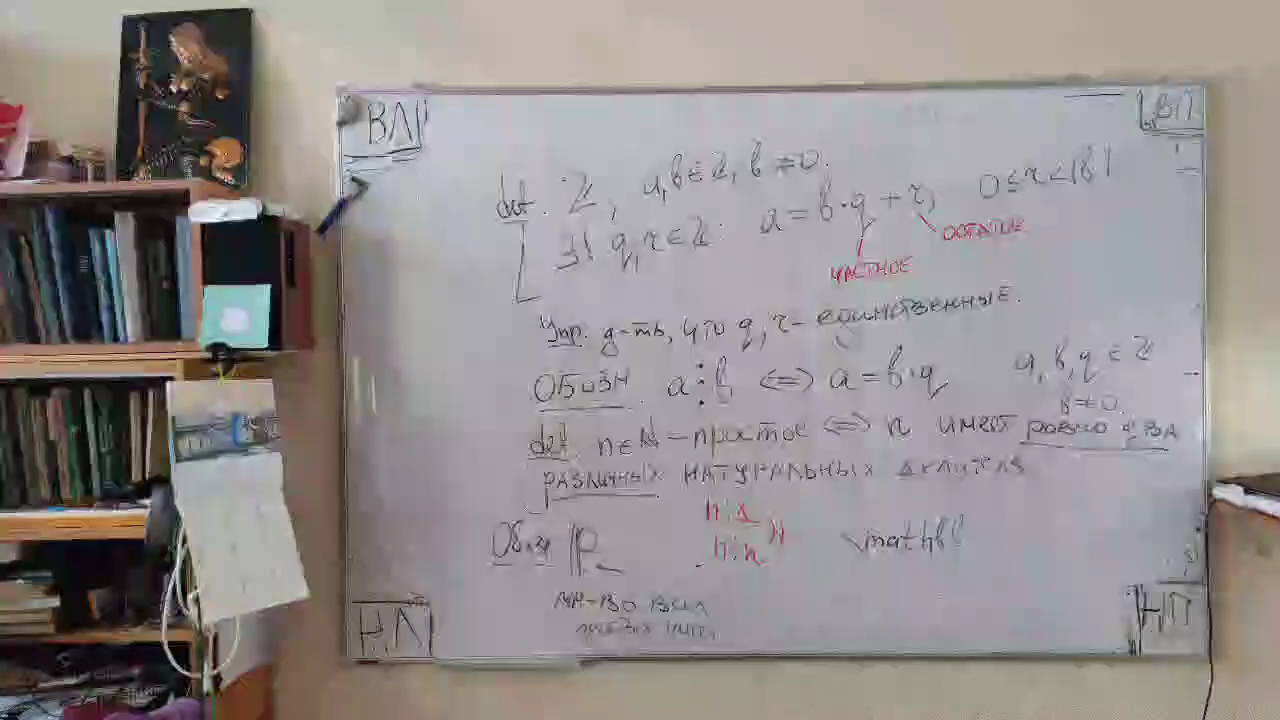 ВЛ
ВП
def. ℤ, a, b ∈ ℤ, b ≠ 0.
∃! q, r ∈ ℤ: a = b·q + r, 0 ≤ r < |b|
ЧАСТНОЕ
ОСТАТОК
Упр. д-ть, что q, r - единственные.
ОБОЗН. a ⋮ b ⟺ a = b·q a, b, q ∈ ℤ
b ≠ 0.
def. n ∈ ℕ - простое ⟺ n имеет ровно два
различных натуральных делителя
n ⋮ 1
n ⋮ n
Обозн ℙ \mathbb
мн-во всех
простых чисел
НЛ
НП